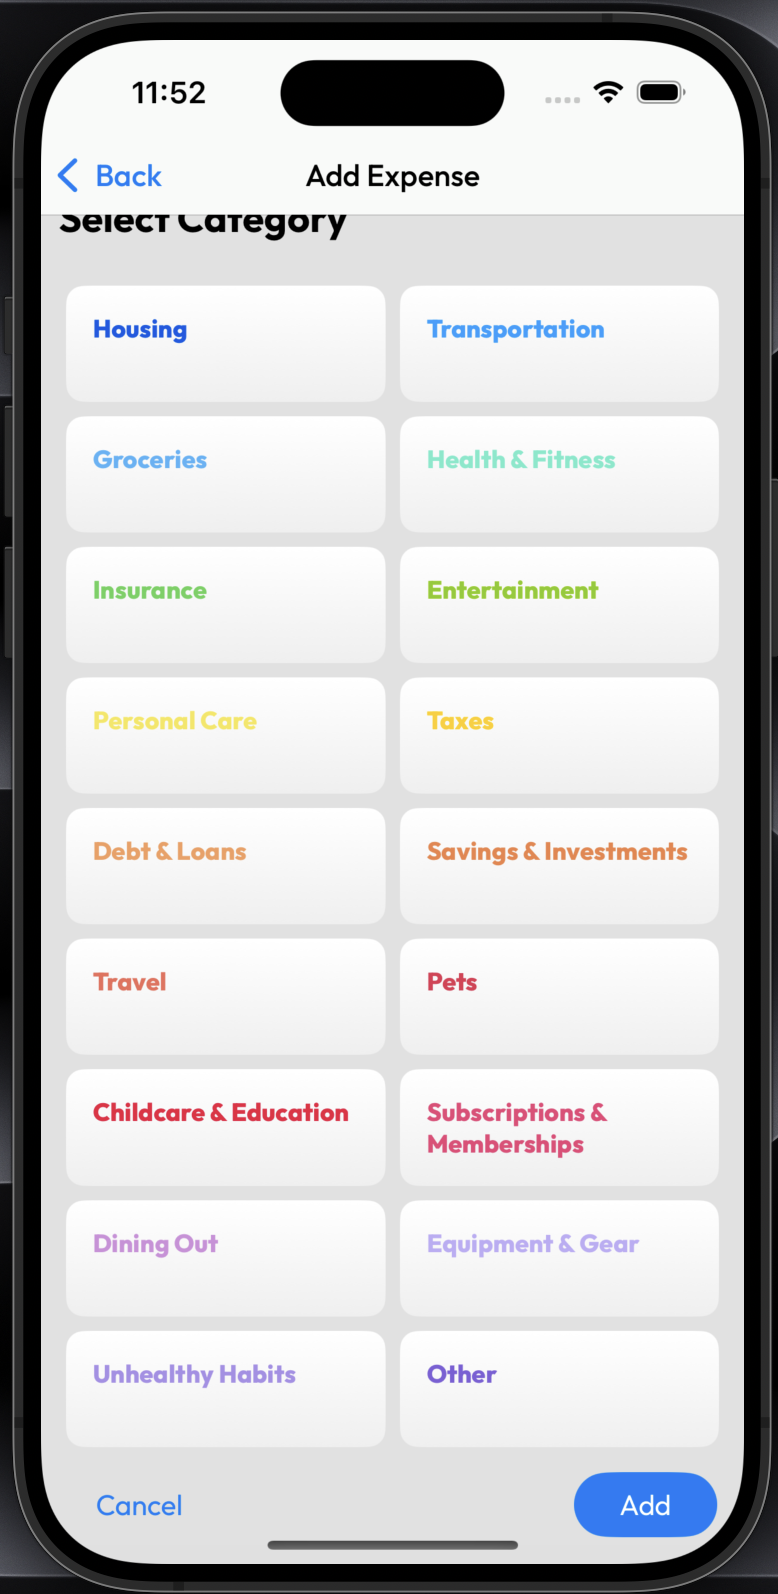 11:52
Back
Add Expense
Select Category
Housing
Transportation
Groceries
Health & Fitness
Insurance
Entertainment
Personal Care
Taxes
Debt & Loans
Savings & Investments
Travel
Pets
Childcare & Education
Subscriptions &
Memberships
Dining Out
Equipment & Gear
Unhealthy Habits
Other
Cancel
Add